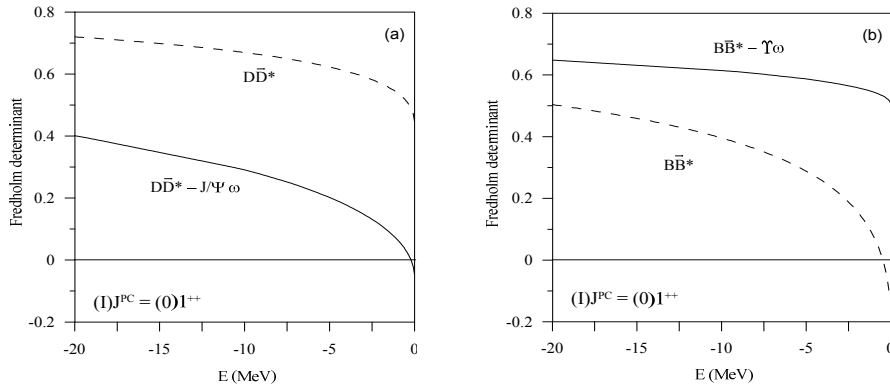 (a)
0.8
0.6
0.4
0.2
0
-0.2
Fredholm determinant
DD̄*
DD̄* – J/Ψ ω
(I)Jᴾᶜ = (0)1⁺⁺
-20 -15 -10 -5 0
E (MeV)
(b)
0.8
0.6
0.4
0.2
0
-0.2
Fredholm determinant
BB̄* – ϒω
BB̄*
(I)Jᴾᶜ = (0)1⁺⁺
-20 -15 -10 -5 0
E (MeV)